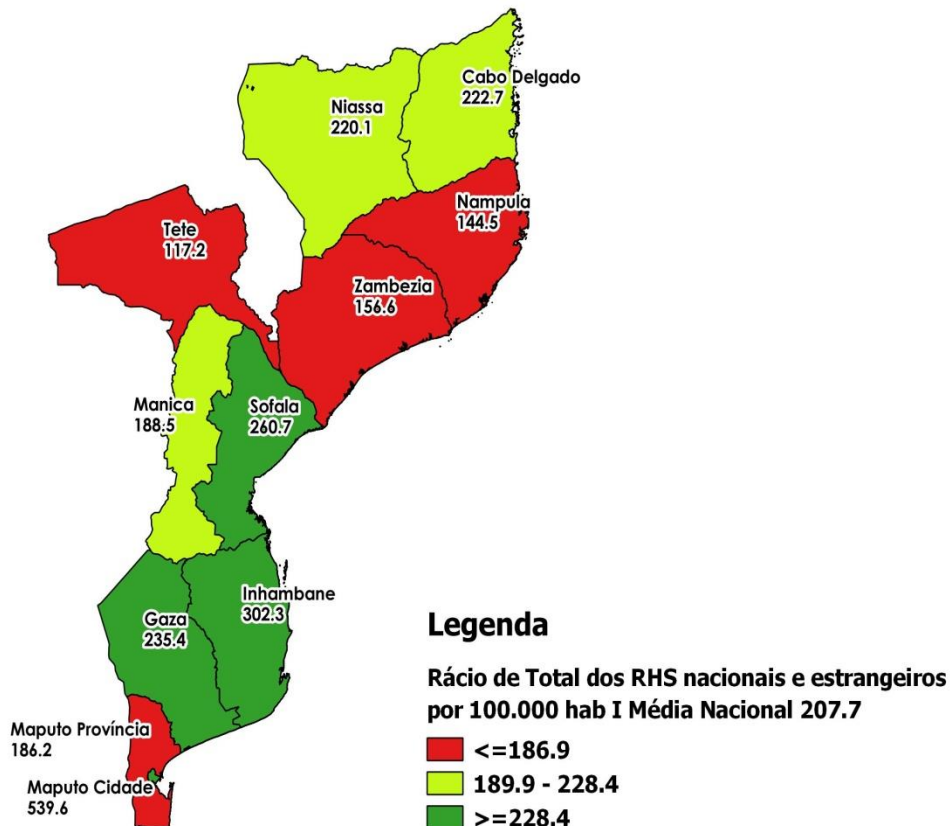 Cabo Delgado
222.7
Niassa
220.1
Nampula
144.5
Tete
117.2
Zambezia
156.6
Manica
188.5
Sofala
260.7
Inhambane
302.3
Gaza
235.4
Maputo Província
186.2
Maputo Cidade
539.6
Legenda
Rácio de Total dos RHS nacionais e estrangeiros
por 100.000 hab I Média Nacional 207.7
<=186.9
189.9 - 228.4
>=228.4